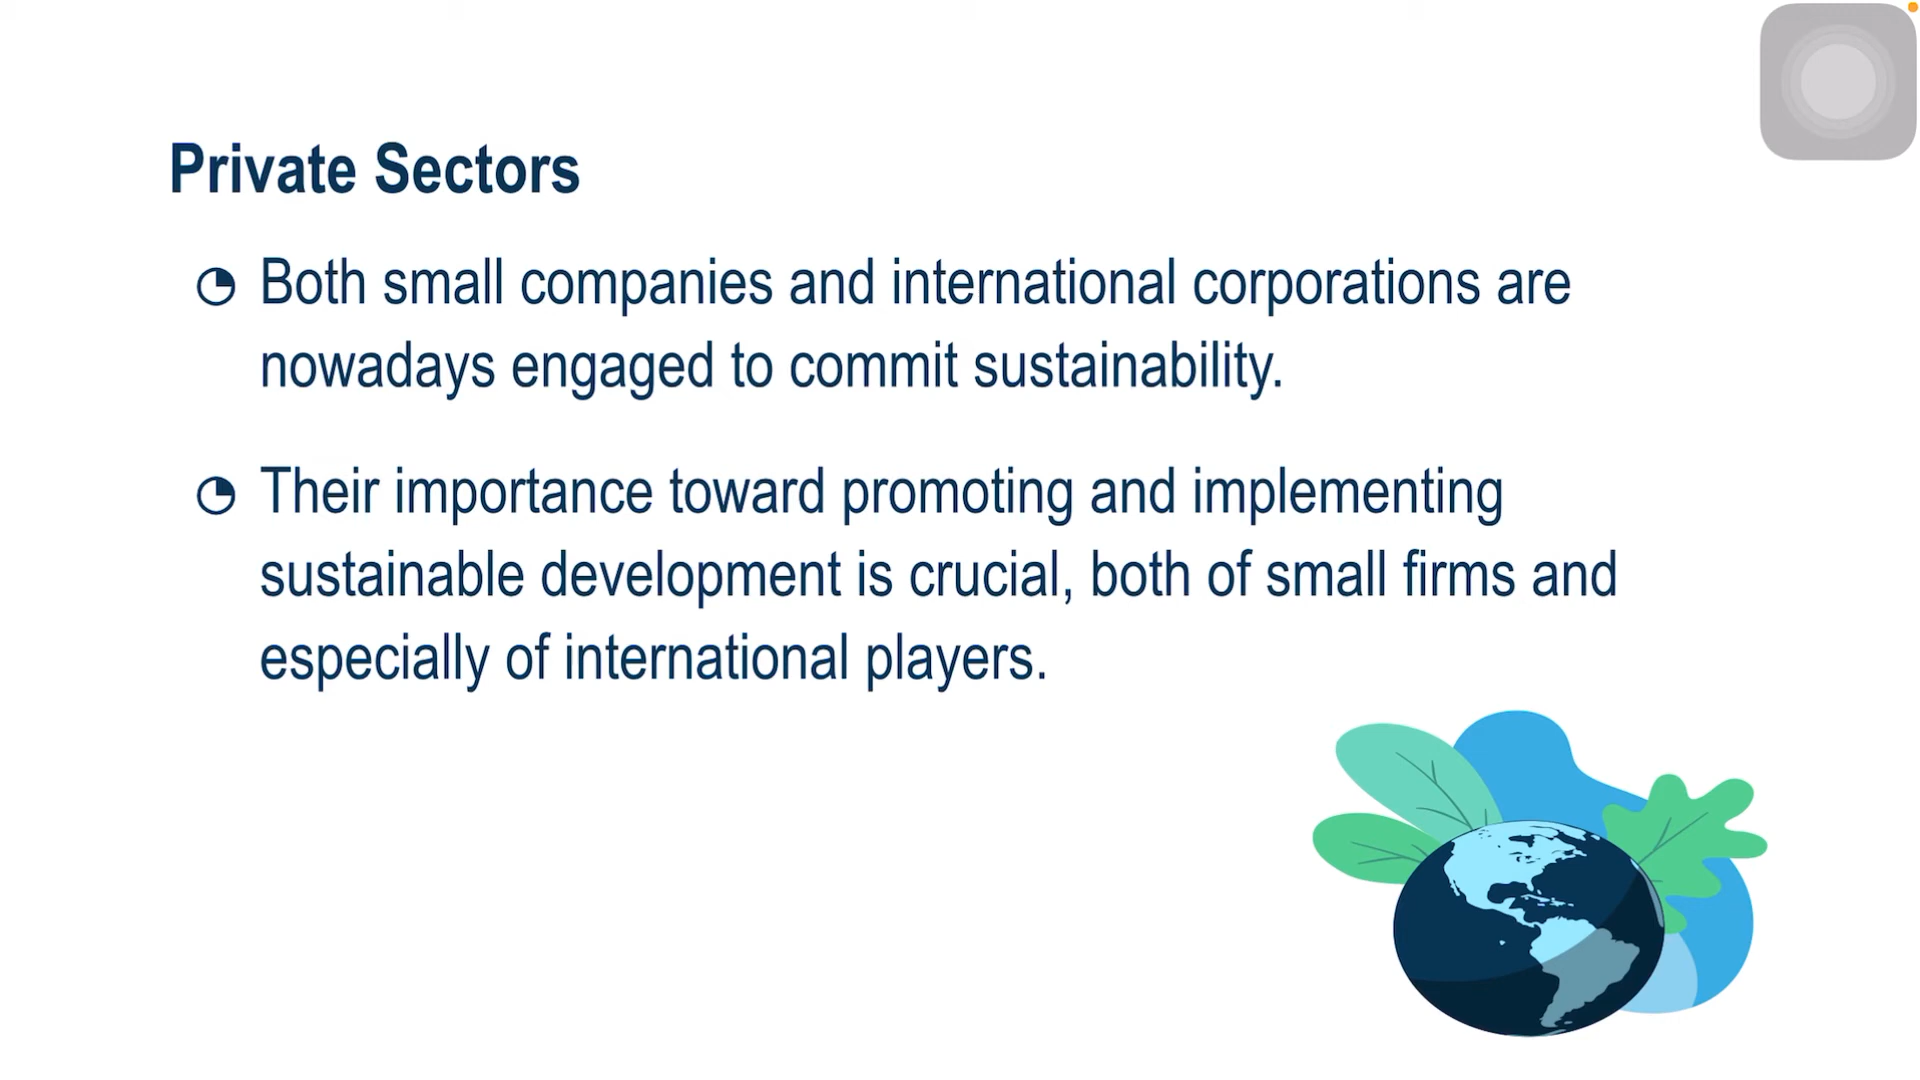 Private Sectors
Both small companies and international corporations are
nowadays engaged to commit sustainability.
Their importance toward promoting and implementing
sustainable development is crucial, both of small firms and
especially of international players.